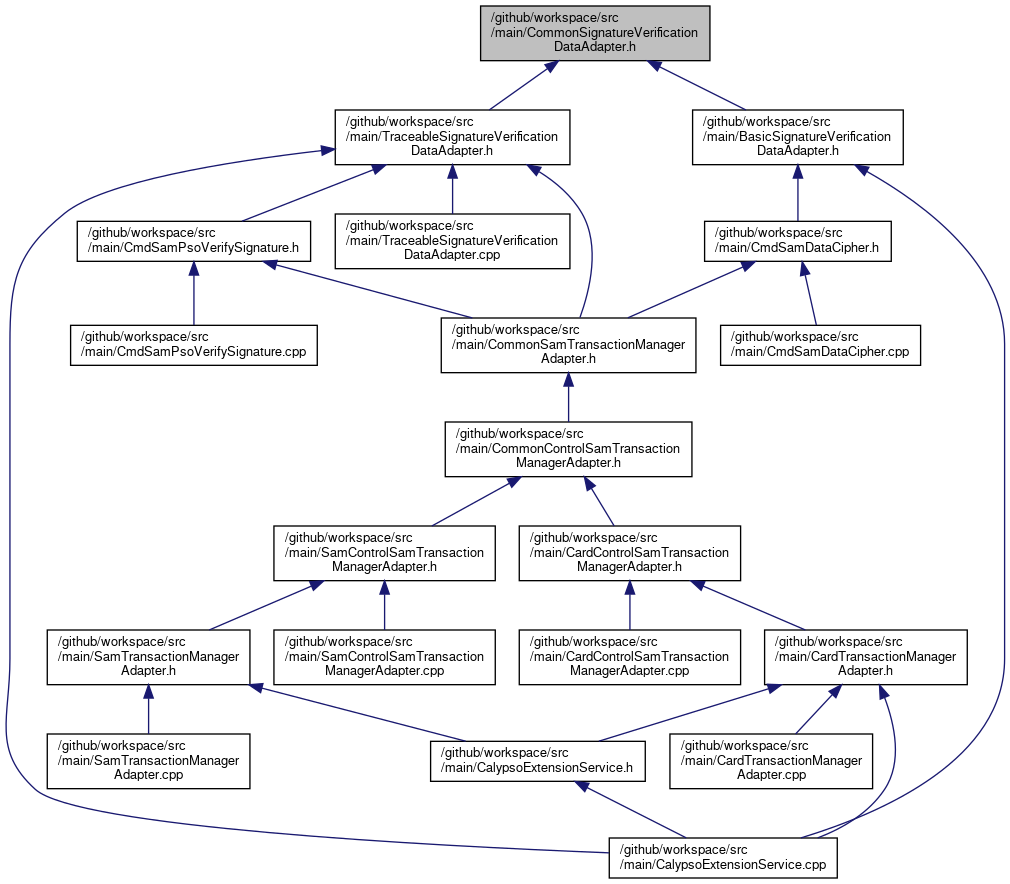 /github/workspace/src
/main/CommonSignatureVerification
DataAdapter.h
/github/workspace/src
/main/TraceableSignatureVerification
DataAdapter.h
/github/workspace/src
/main/BasicSignatureVerification
DataAdapter.h
/github/workspace/src
/main/CmdSamPsoVerifySignature.h
/github/workspace/src
/main/TraceableSignatureVerification
DataAdapter.cpp
/github/workspace/src
/main/CmdSamDataCipher.h
/github/workspace/src
/main/CmdSamPsoVerifySignature.cpp
/github/workspace/src
/main/CommonSamTransactionManager
Adapter.h
/github/workspace/src
/main/CmdSamDataCipher.cpp
/github/workspace/src
/main/CommonControlSamTransaction
ManagerAdapter.h
/github/workspace/src
/main/SamControlSamTransaction
ManagerAdapter.h
/github/workspace/src
/main/CardControlSamTransaction
ManagerAdapter.h
/github/workspace/src
/main/SamTransactionManager
Adapter.h
/github/workspace/src
/main/SamControlSamTransaction
ManagerAdapter.cpp
/github/workspace/src
/main/CardControlSamTransaction
ManagerAdapter.cpp
/github/workspace/src
/main/CardTransactionManager
Adapter.h
/github/workspace/src
/main/SamTransactionManager
Adapter.cpp
/github/workspace/src
/main/CalypsoExtensionService.h
/github/workspace/src
/main/CardTransactionManager
Adapter.cpp
/github/workspace/src
/main/CalypsoExtensionService.cpp